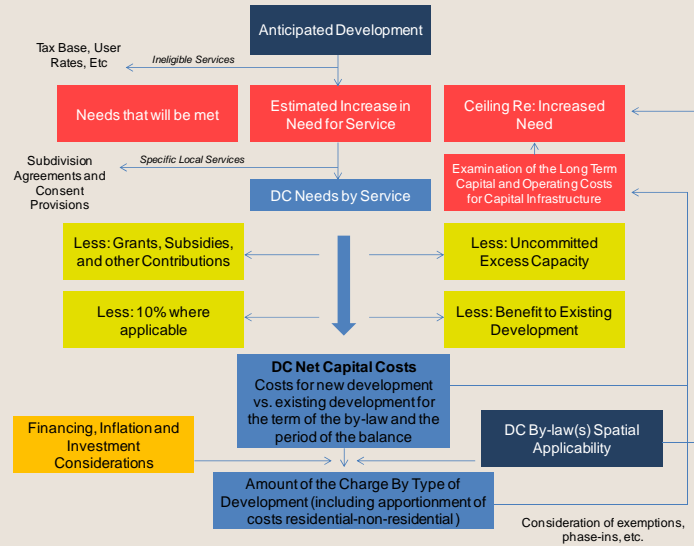 Anticipated Development
Tax Base, User
Rates, Etc
Ineligible Services
Needs that will be met
Estimated Increase in
Need for Service
Ceiling Re: Increased
Need
Subdivision
Agreements and
Consent
Provisions
Specific Local Services
DC Needs by Service
Examination of the Long Term
Capital and Operating Costs
for Capital Infrastructure
Less: Grants, Subsidies,
and other Contributions
Less: Uncommitted
Excess Capacity
Less: 10% where
applicable
Less: Benefit to Existing
Development
DC Net Capital Costs
Costs for new development
vs. existing development for
the term of the by-law and the
period of the balance
Financing, Inflation and
Investment
Considerations
DC By-law(s) Spatial
Applicability
Amount of the Charge By Type of
Development (including apportionment of
costs residential-non-residential)
Consideration of exemptions,
phase-ins, etc.